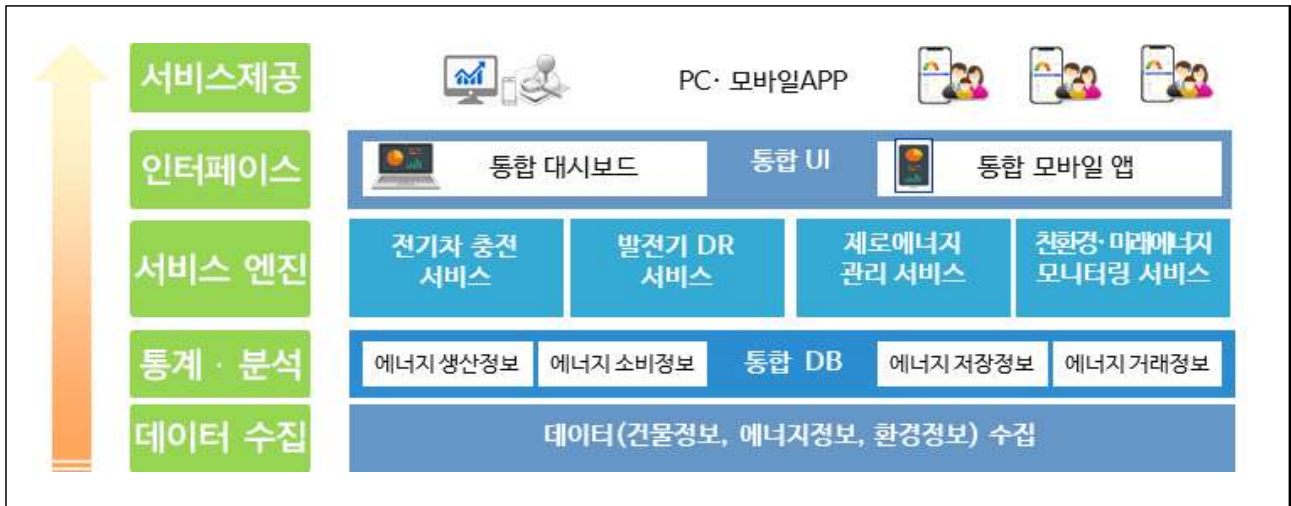 서비스제공
PC· 모바일APP
인터페이스
통합 대시보드
통합 UI
통합 모바일 앱
서비스 엔진
전기차 충전
서비스
발전기 DR
서비스
제로에너지
관리 서비스
친환경· 미래에너지
모니터링 서비스
통계 · 분석
에너지 생산정보
에너지 소비정보
통합 DB
에너지 저장정보
에너지 거래정보
데이터 수집
데이터(건물정보, 에너지정보, 환경정보) 수집